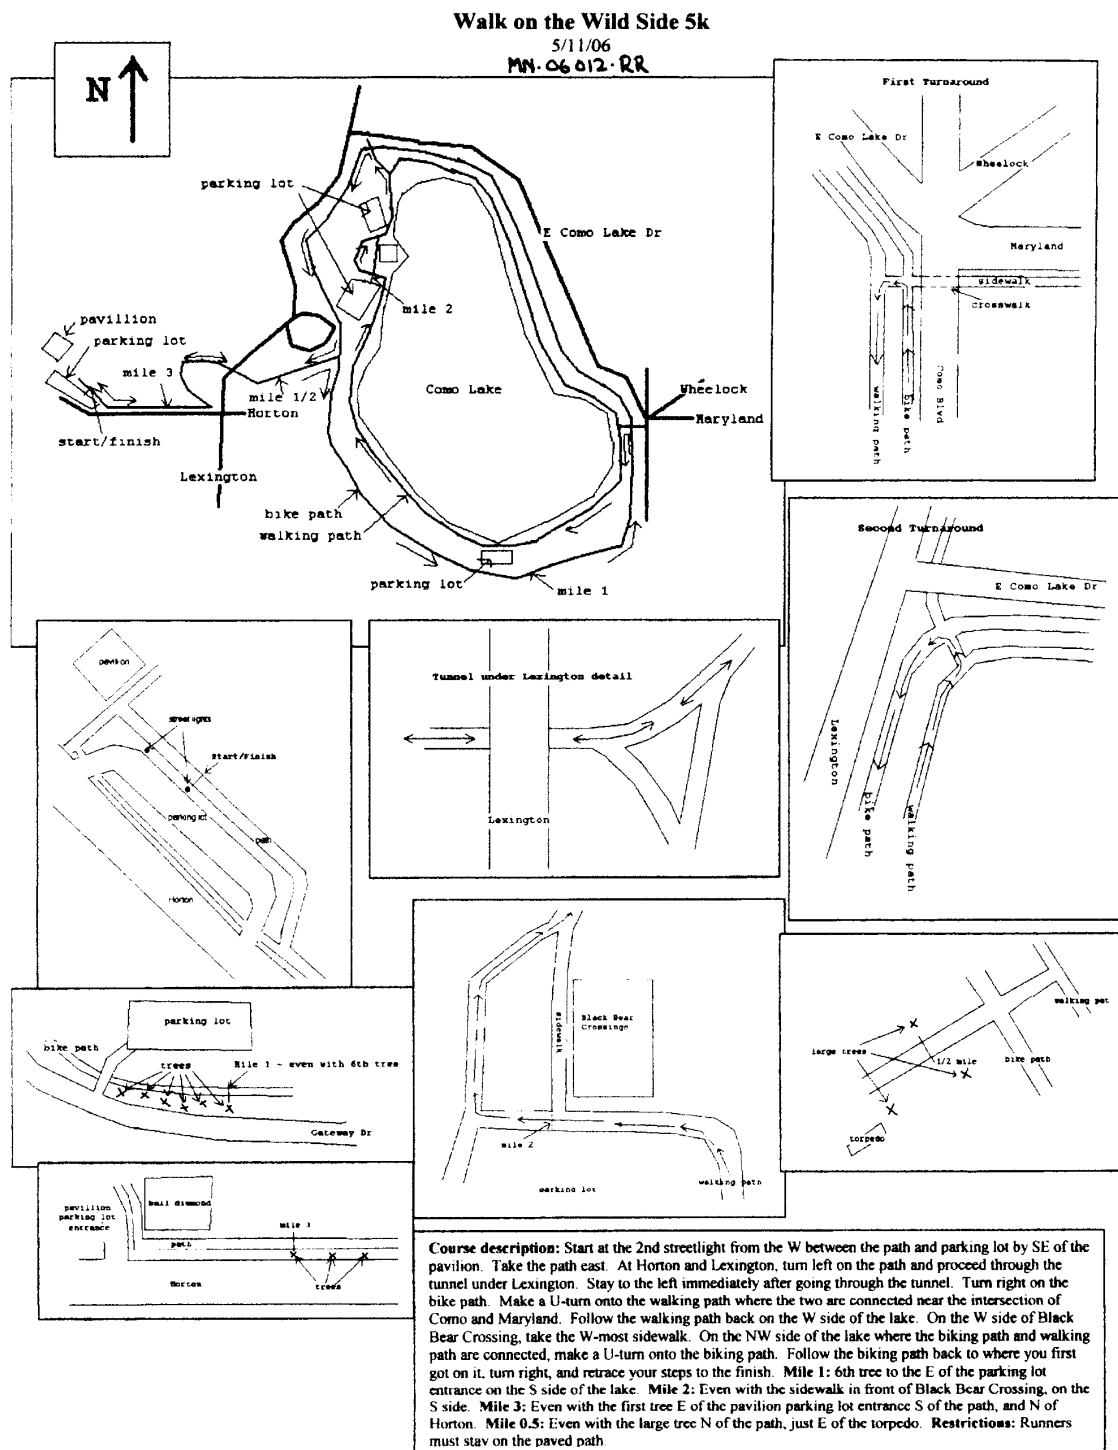 Walk on the Wild Side 5k
5/11/06
MN·06012·RR
N
parking lot
E Como Lake Dr
mile 2
pavillion
parking lot
mile 3
mile 1/2
Como Lake
Wheelock
Horton
Maryland
start/finish
Lexington
bike path
walking path
parking lot
mile 1
First Turnaround
E Como Lake Dr
Wheelock
Maryland
sidewalk
crosswalk
walking path
bike path
Como Blvd
Second Turnaround
E Como Lake Dr
Lexington
bike path
walking path
pavilion
street lights
Start/Finish
parking lot
path
Horton
Tunnel under Lexington detail
Lexington
parking lot
bike path
trees
Mile 1 - even with 6th tree
Gateway Dr
Black Bear
Crossings
sidewalk
mile 2
parking lot
walking path
walking pat
large trees
1/2 mile
bike path
torpedo
pavillion
parking lot
entrance
ball diamond
mile 3
path
Horton
trees
Course description: Start at the 2nd streetlight from the W between the path and parking lot by SE of the
pavilion. Take the path east. At Horton and Lexington, turn left on the path and proceed through the
tunnel under Lexington. Stay to the left immediately after going through the tunnel. Turn right on the
bike path. Make a U-turn onto the walking path where the two are connected near the intersection of
Como and Maryland. Follow the walking path back on the W side of the lake. On the W side of Black
Bear Crossing, take the W-most sidewalk. On the NW side of the lake where the biking path and walking
path are connected, make a U-turn onto the biking path. Follow the biking path back to where you first
got on it, turn right, and retrace your steps to the finish. Mile 1: 6th tree to the E of the parking lot
entrance on the S side of the lake. Mile 2: Even with the sidewalk in front of Black Bear Crossing, on the
S side. Mile 3: Even with the first tree E of the pavilion parking lot entrance S of the path, and N of
Horton. Mile 0.5: Even with the large tree N of the path, just E of the torpedo. Restrictions: Runners
must stay on the paved path.